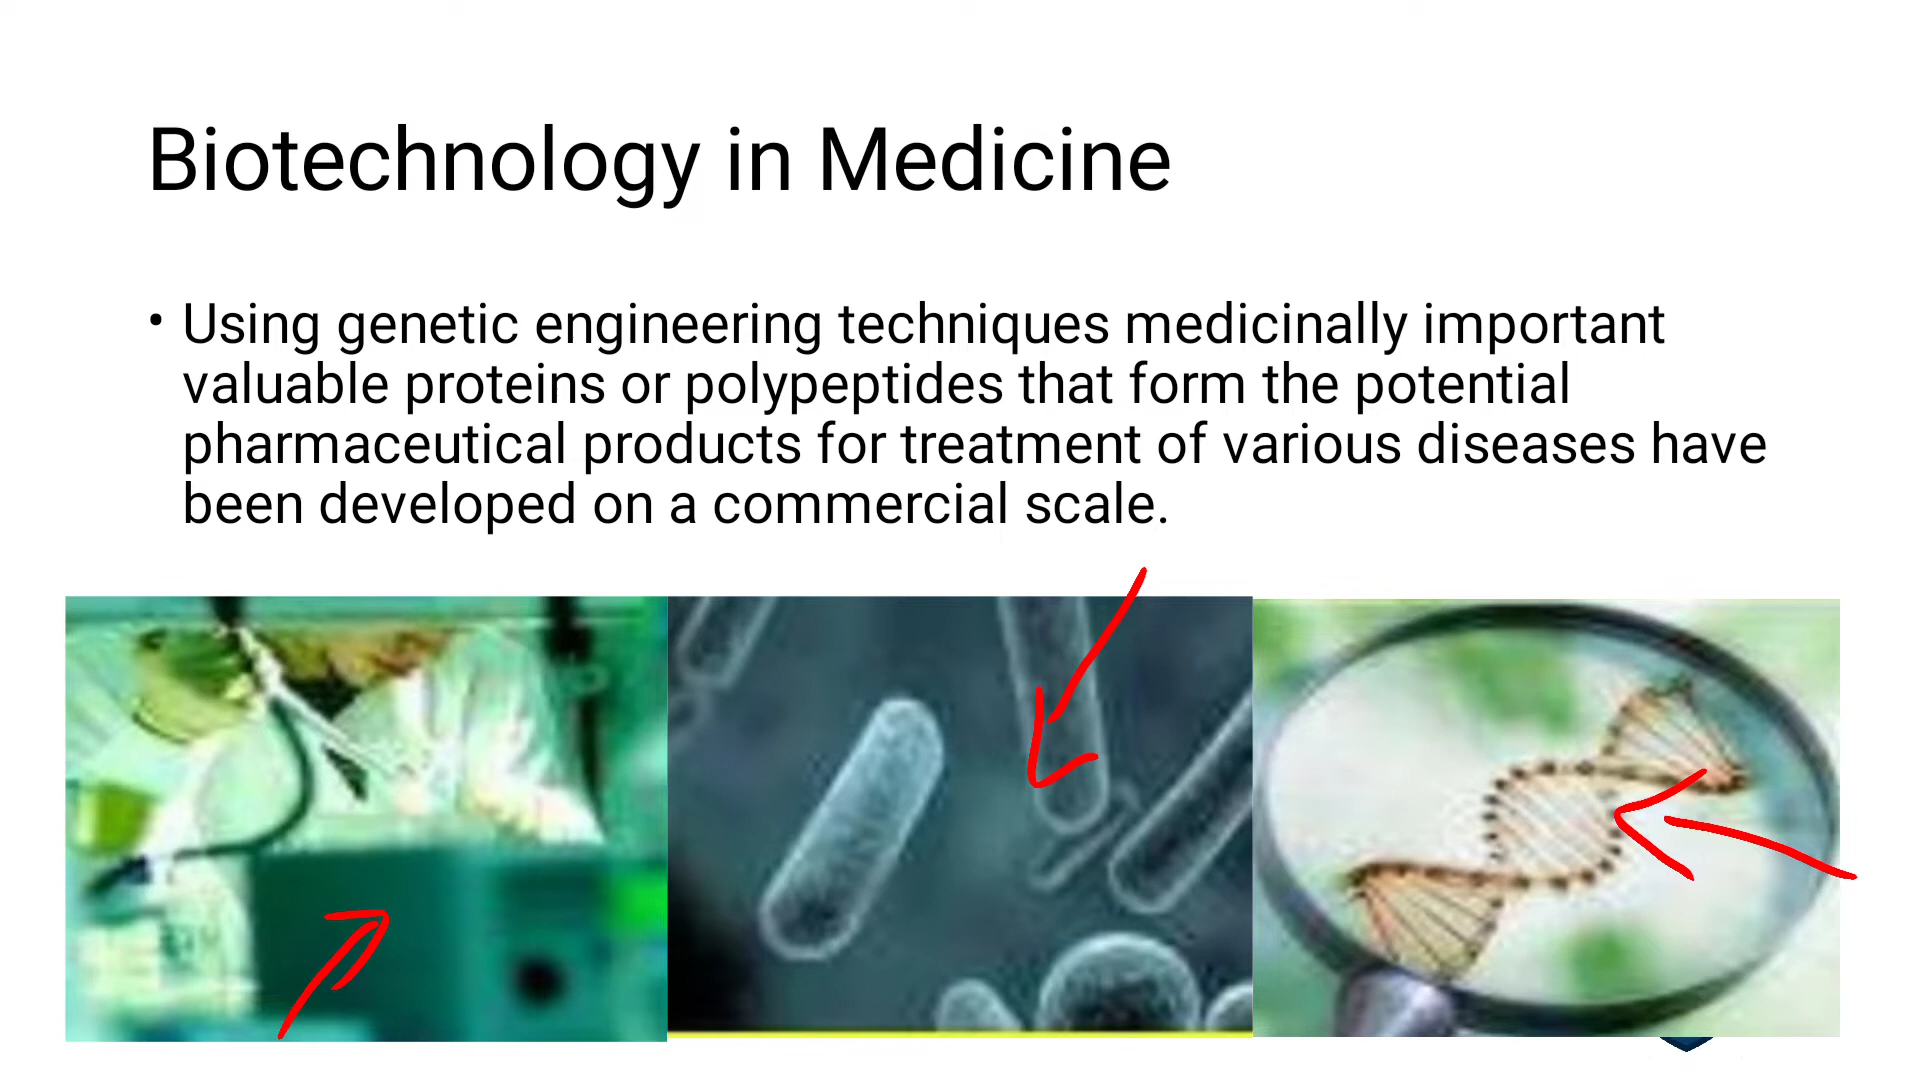 Biotechnology in Medicine
• Using genetic engineering techniques medicinally important
valuable proteins or polypeptides that form the potential
pharmaceutical products for treatment of various diseases have
been developed on a commercial scale.